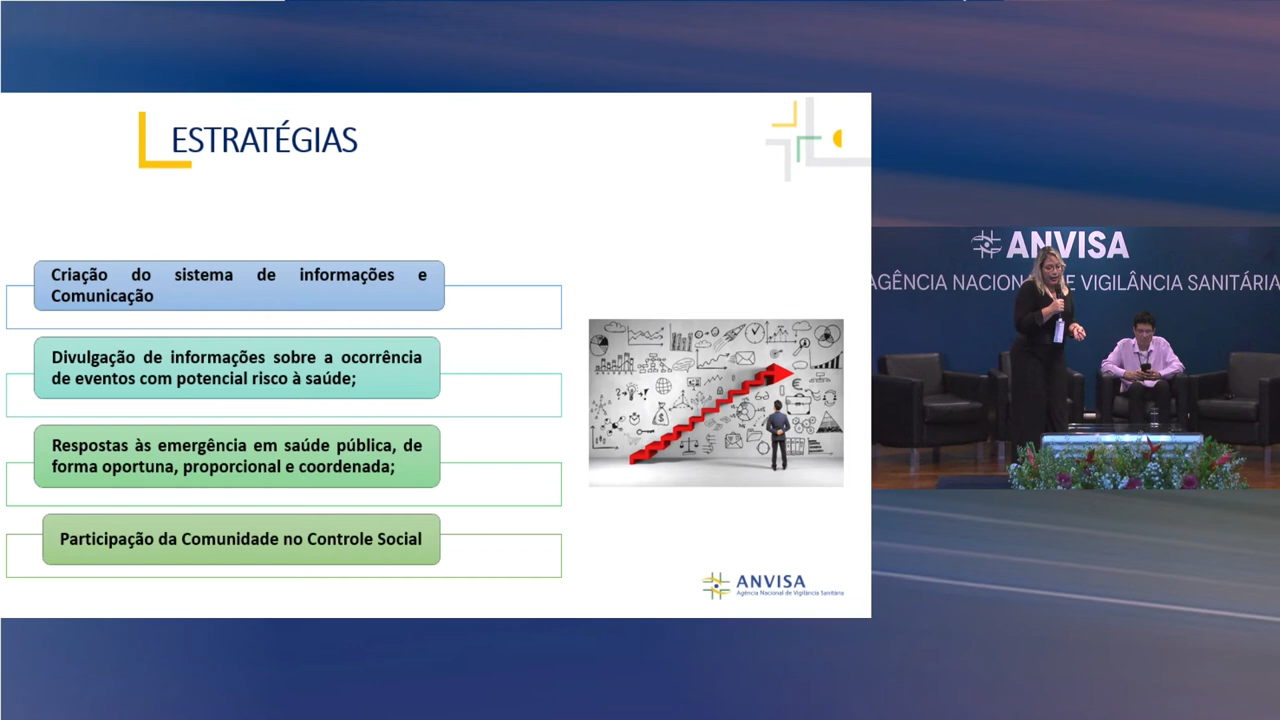 ESTRATÉGIAS
Criação do sistema de informações e
Comunicação
Divulgação de informações sobre a ocorrência
de eventos com potencial risco à saúde;
Respostas às emergência em saúde pública, de
forma oportuna, proporcional e coordenada;
Participação da Comunidade no Controle Social
ANVISA
Agência Nacional de Vigilância Sanitária
ANVISA
AGÊNCIA NACIONAL DE VIGILÂNCIA SANITÁRIA